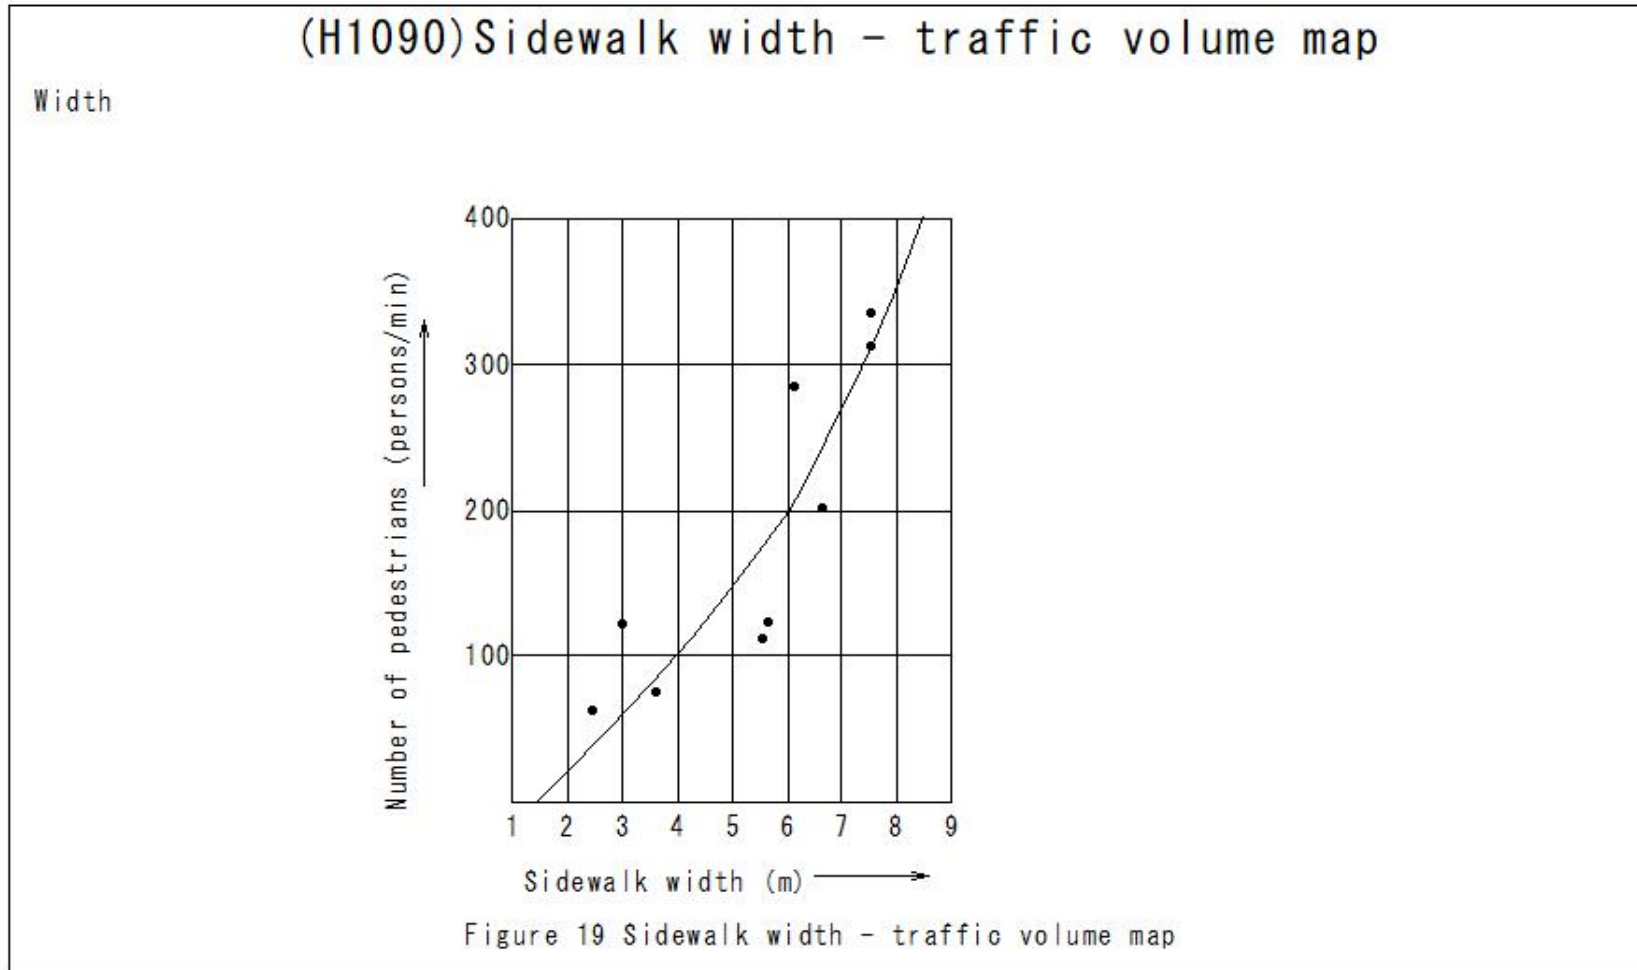 (H1090)Sidewalk width − traffic volume map
Width
Number of pedestrians (persons/min)
400
300
200
100
1 2 3 4 5 6 7 8 9
Sidewalk width (m)
Figure 19 Sidewalk width − traffic volume map